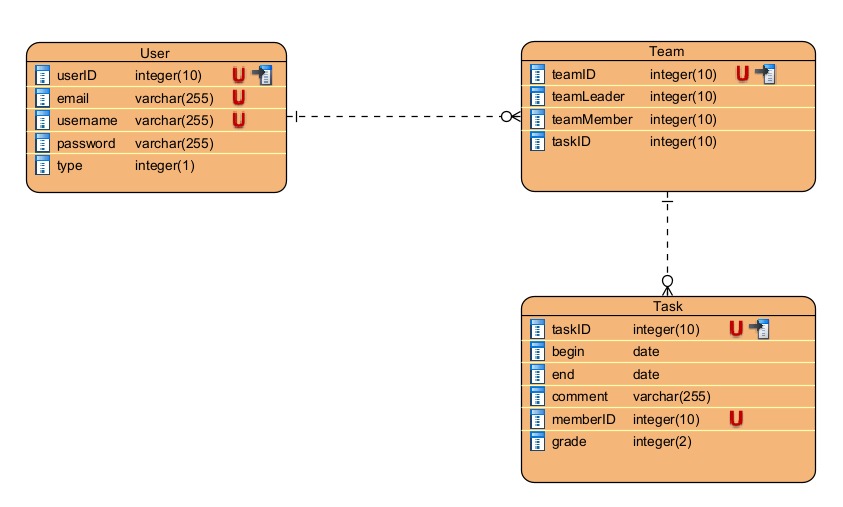 User
userID integer(10) U
email varchar(255) U
username varchar(255) U
password varchar(255)
type integer(1)
Team
teamID integer(10) U
teamLeader integer(10)
teamMember integer(10)
taskID integer(10)
Task
taskID integer(10) U
begin date
end date
comment varchar(255)
memberID integer(10) U
grade integer(2)